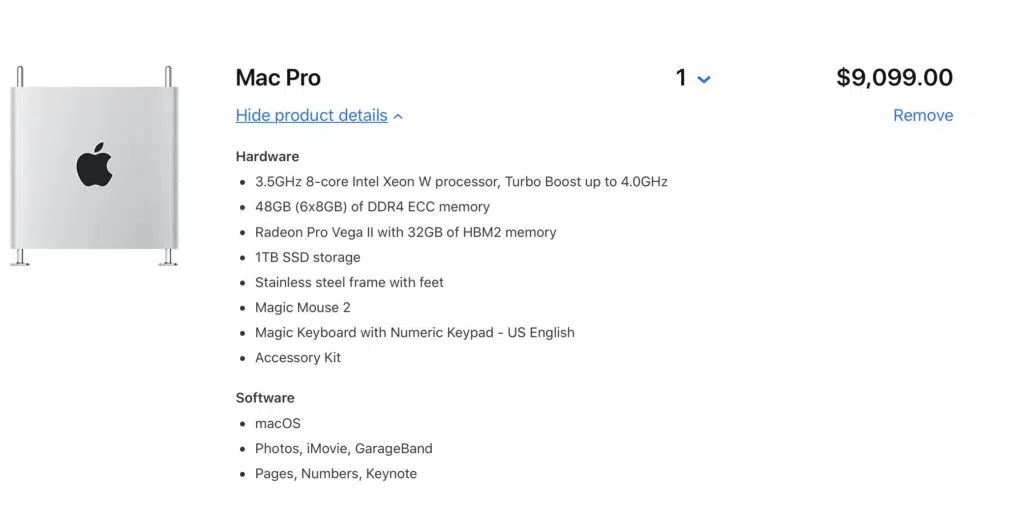 Mac Pro 1 $9,099.00
Hide product details Remove
Hardware
• 3.5GHz 8-core Intel Xeon W processor, Turbo Boost up to 4.0GHz
• 48GB (6x8GB) of DDR4 ECC memory
• Radeon Pro Vega II with 32GB of HBM2 memory
• 1TB SSD storage
• Stainless steel frame with feet
• Magic Mouse 2
• Magic Keyboard with Numeric Keypad - US English
• Accessory Kit
Software
• macOS
• Photos, iMovie, GarageBand
• Pages, Numbers, Keynote